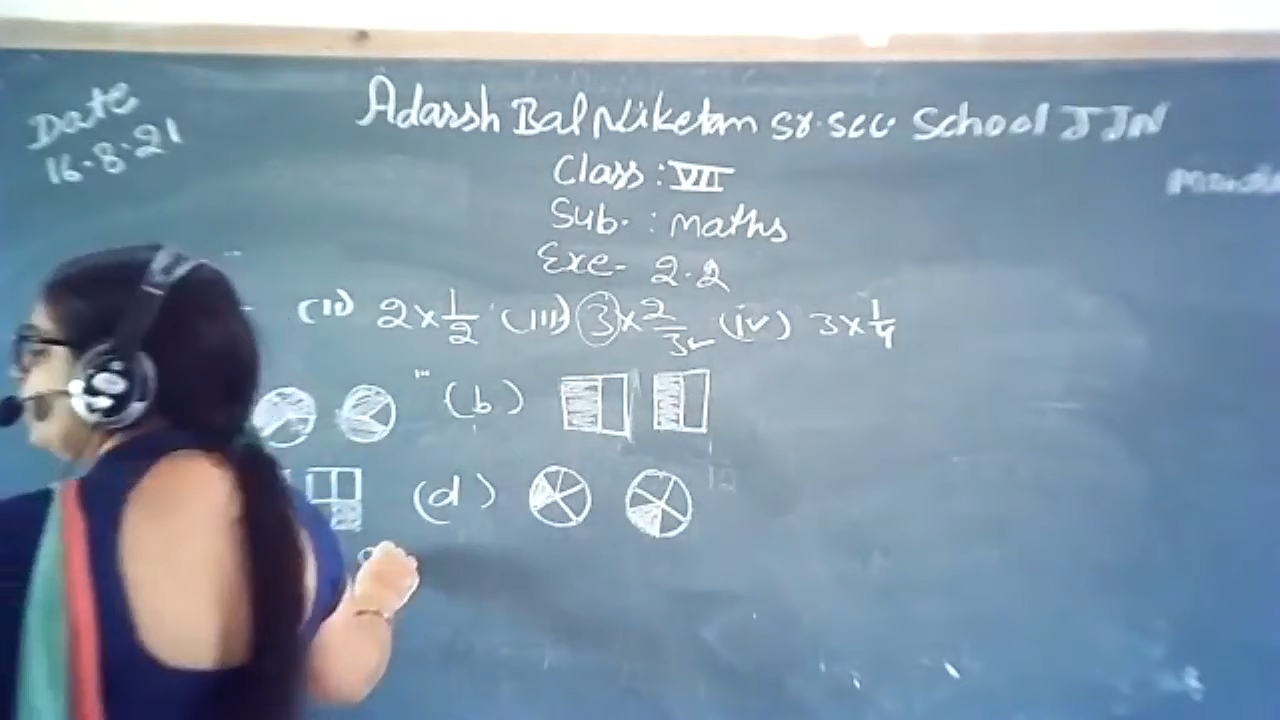 Date
16.8.21
Adarsh Bal Niketan Sr. Sec School JJN
Class : VII
Sub. : maths
Exe- 2.2
(ii) 2 × 1/2 (iii) 3 × 2/3 (iv) 3 × 1/4
(b)
(d)